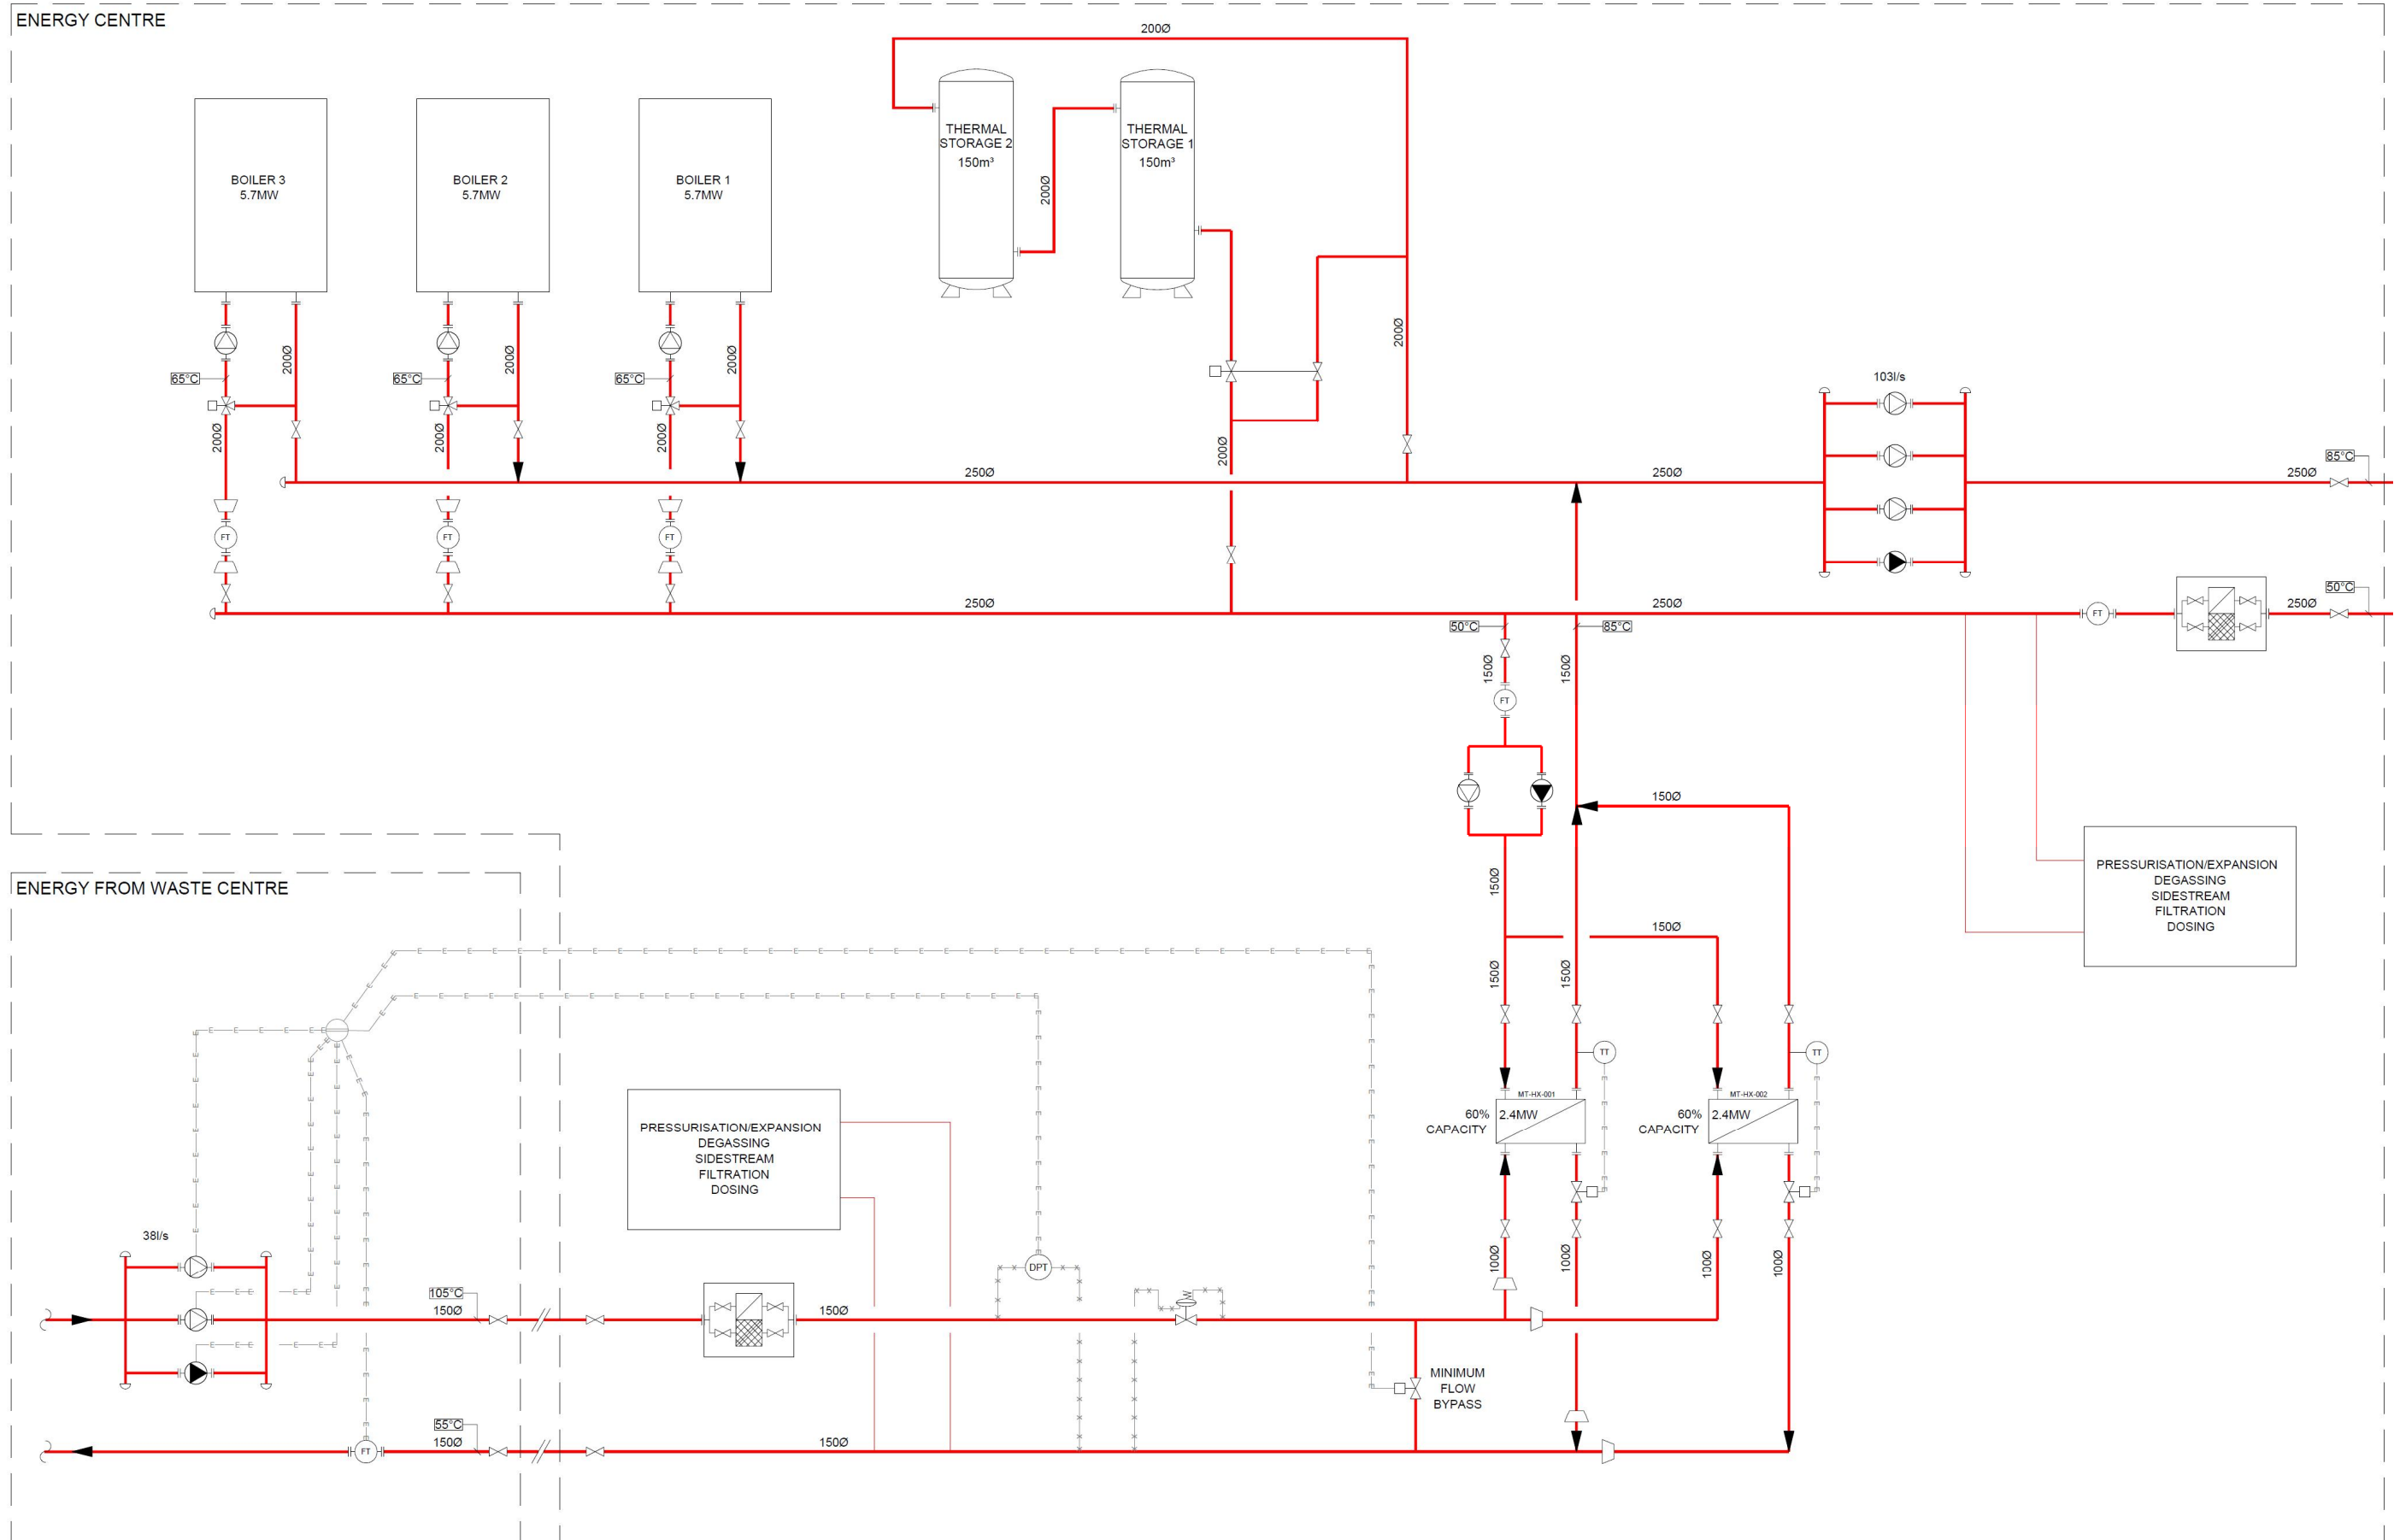 ENERGY CENTRE
200Ø
BOILER 3
5.7MW
BOILER 2
5.7MW
BOILER 1
5.7MW
THERMAL
STORAGE 2
150m³
THERMAL
STORAGE 1
150m³
200Ø
200Ø
200Ø
200Ø
200Ø
65°C
65°C
65°C
103l/s
200Ø
200Ø
200Ø
200Ø
250Ø
250Ø
250Ø
85°C
FT
FT
FT
250Ø
250Ø
FT
250Ø
50°C
50°C
85°C
150Ø
150Ø
FT
150Ø
PRESSURISATION/EXPANSION
DEGASSING
SIDESTREAM
FILTRATION
DOSING
ENERGY FROM WASTE CENTRE
150Ø
150Ø
150Ø
150Ø
TT
TT
MT-HX-001
60%
CAPACITY
2.4MW
MT-HX-002
60%
CAPACITY
2.4MW
PRESSURISATION/EXPANSION
DEGASSING
SIDESTREAM
FILTRATION
DOSING
38l/s
DPT
100Ø
100Ø
100Ø
100Ø
105°C
150Ø
150Ø
MINIMUM
FLOW
BYPASS
55°C
FT
150Ø
150Ø